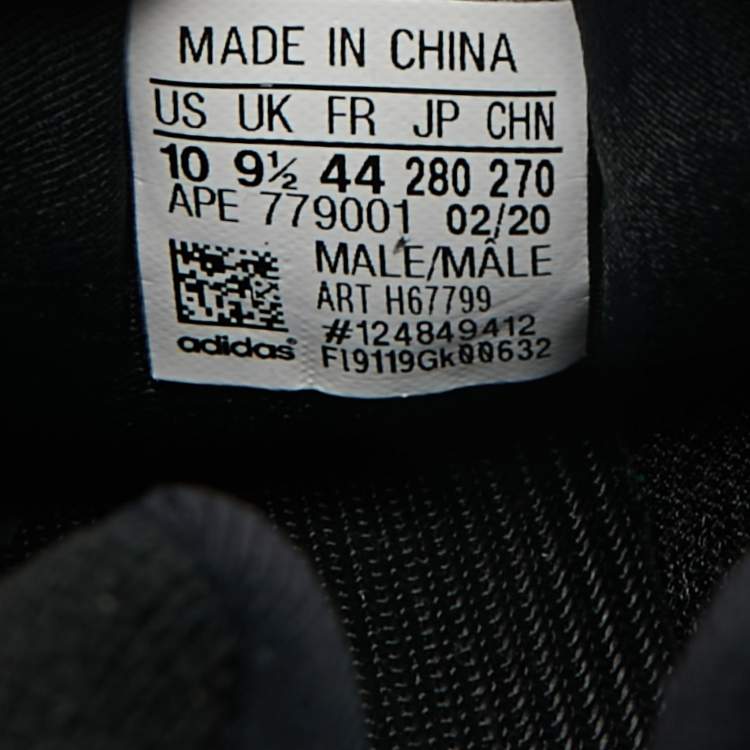 MADE IN CHINA
US UK FR JP CHN
10 9½ 44 280 270
APE 779001 02/20
MALE/MÂLE
ART H67799
#124849412
FI9119Gk00632
adidas®